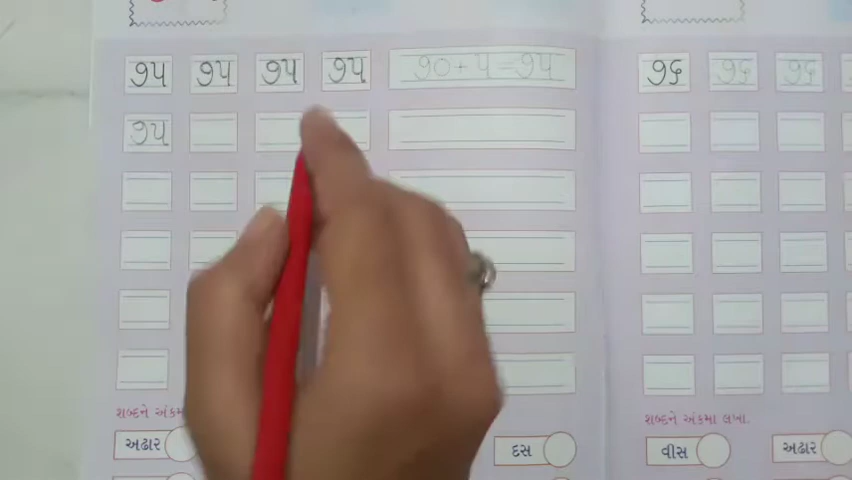 ૭૫ ૭૫ ૭૫ ૭૫ ૭૦+૫=૭૫
૭૫
શબ્દને અંકમા
અઢાર દસ
૭૬ ૭૬ ૭૬
શબ્દને અંકમા લખો.
વીસ અઢાર